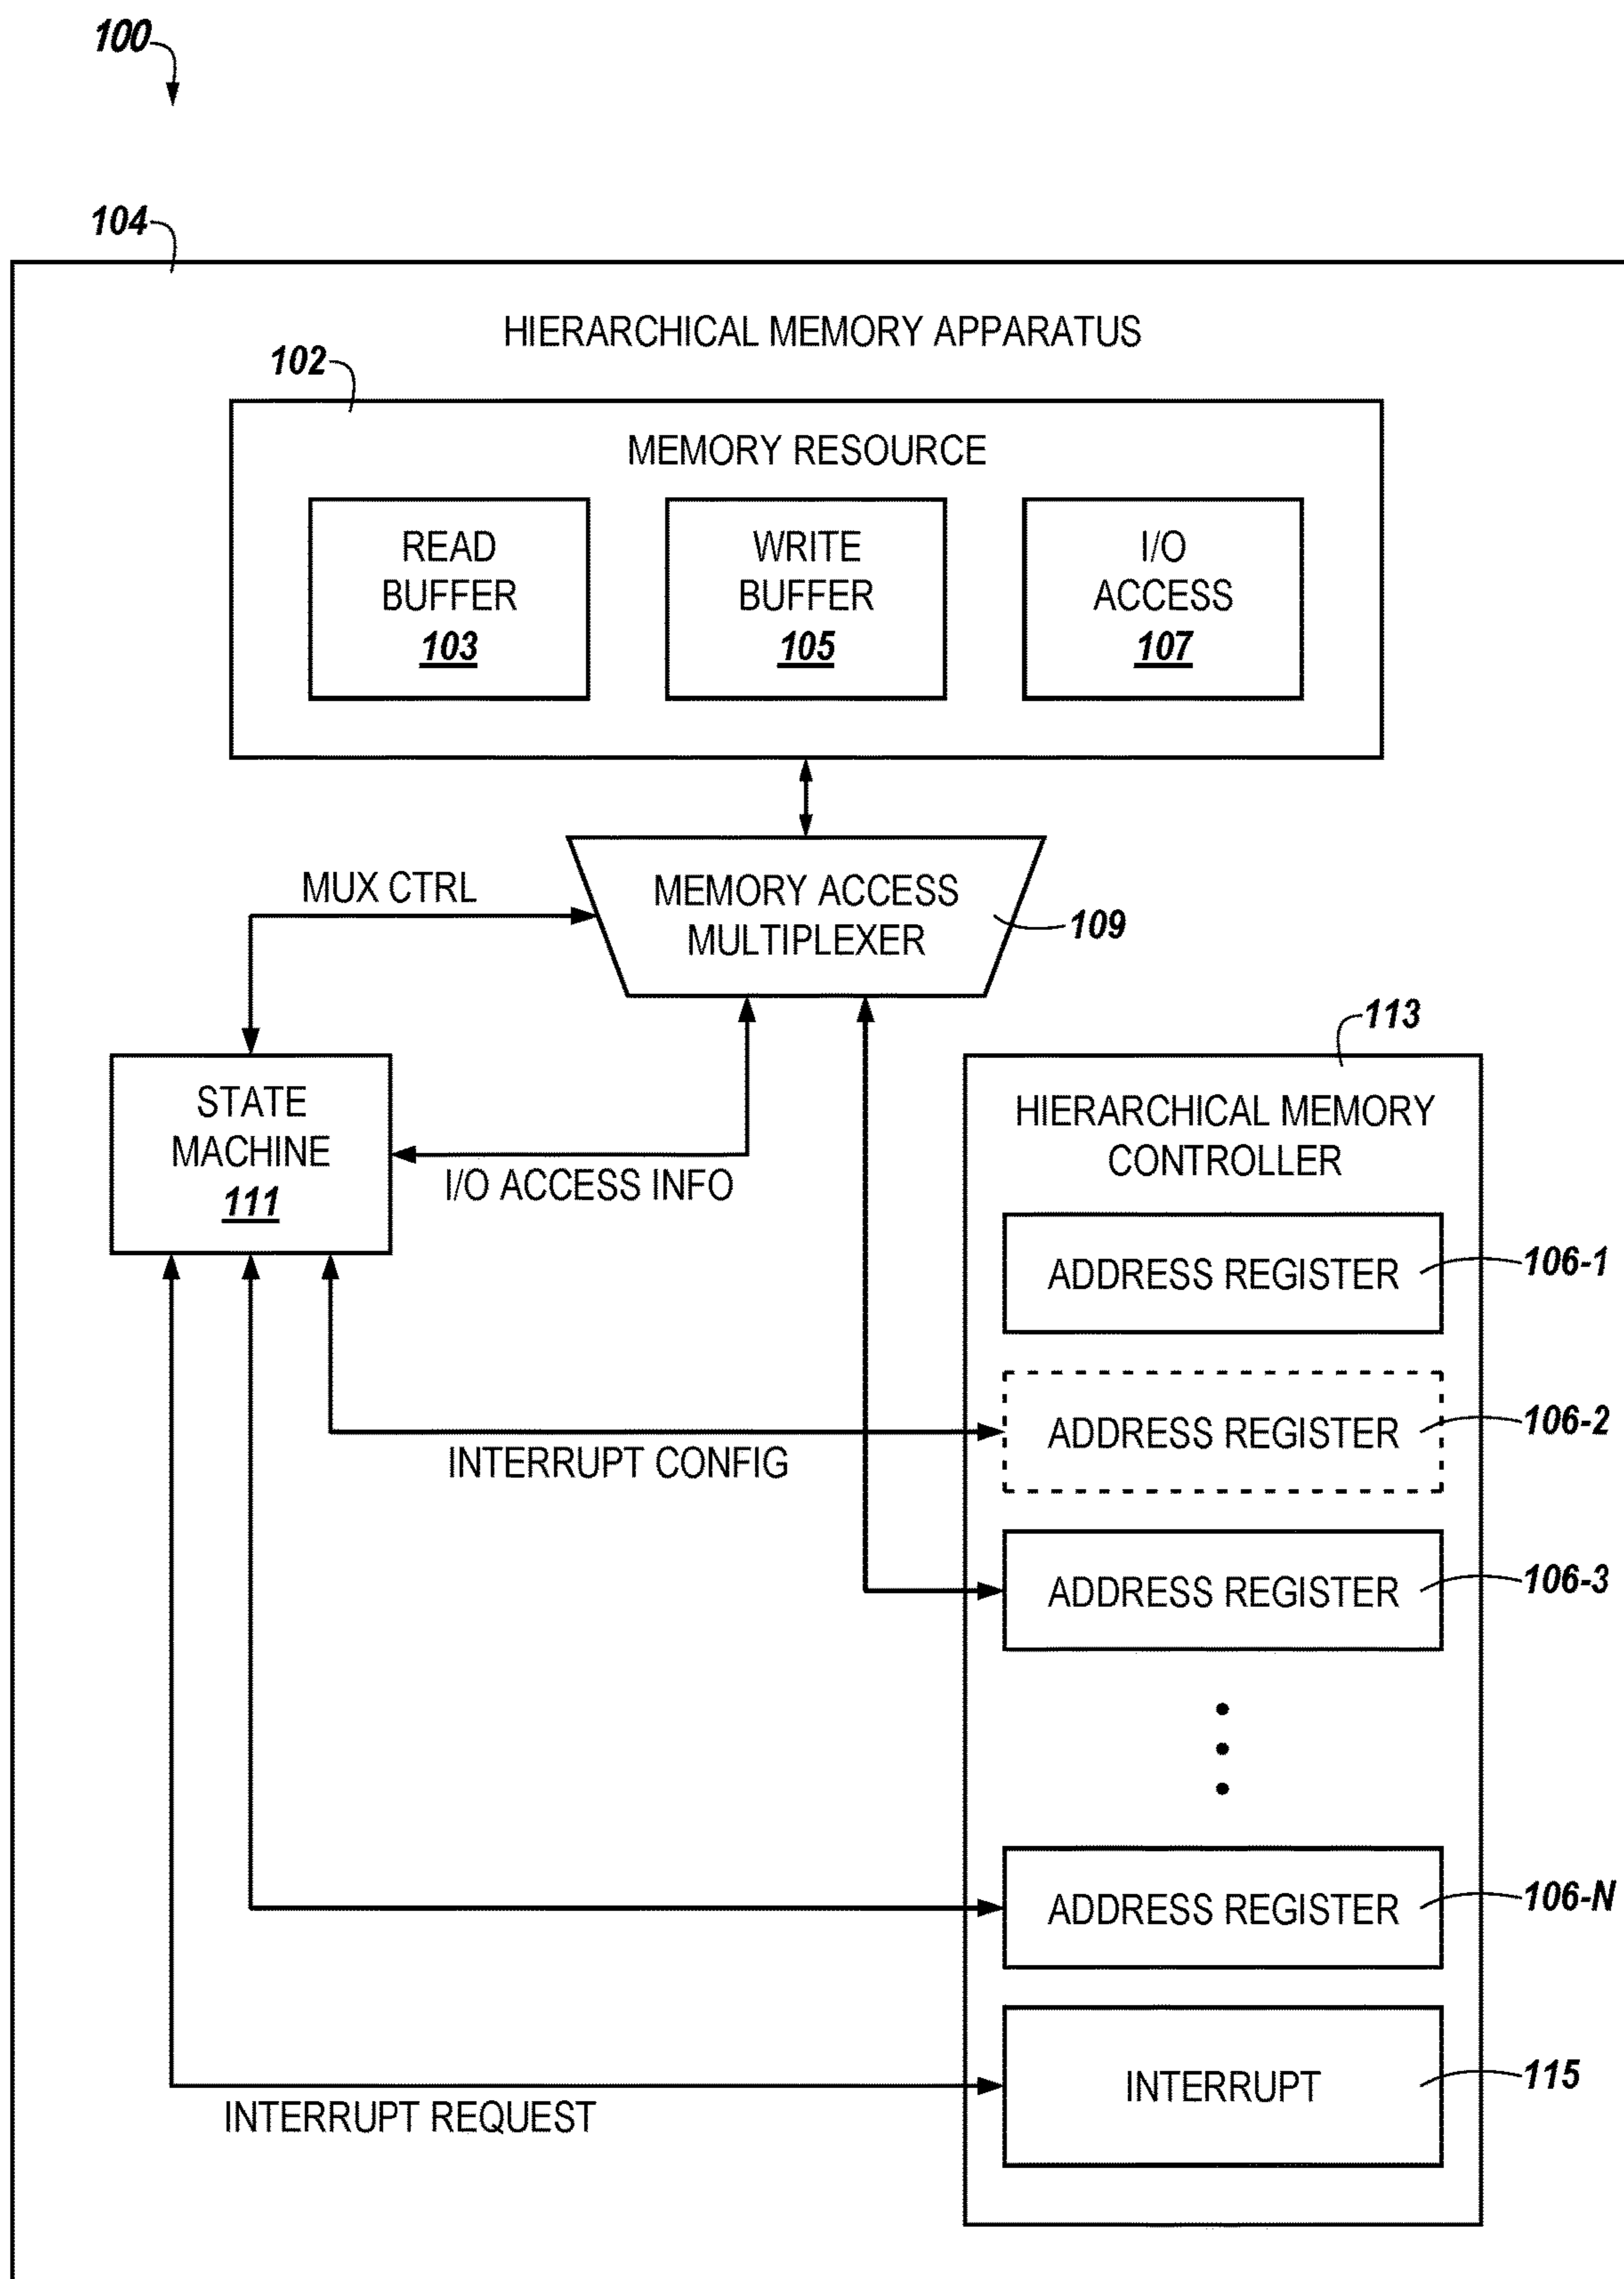 100
104
HIERARCHICAL MEMORY APPARATUS
102
MEMORY RESOURCE
READ
BUFFER
103
WRITE
BUFFER
105
I/O
ACCESS
107
MUX CTRL
MEMORY ACCESS
MULTIPLEXER
109
STATE
MACHINE
111
I/O ACCESS INFO
113
HIERARCHICAL MEMORY
CONTROLLER
ADDRESS REGISTER
106-1
ADDRESS REGISTER
106-2
INTERRUPT CONFIG
ADDRESS REGISTER
106-3
ADDRESS REGISTER
106-N
INTERRUPT
115
INTERRUPT REQUEST